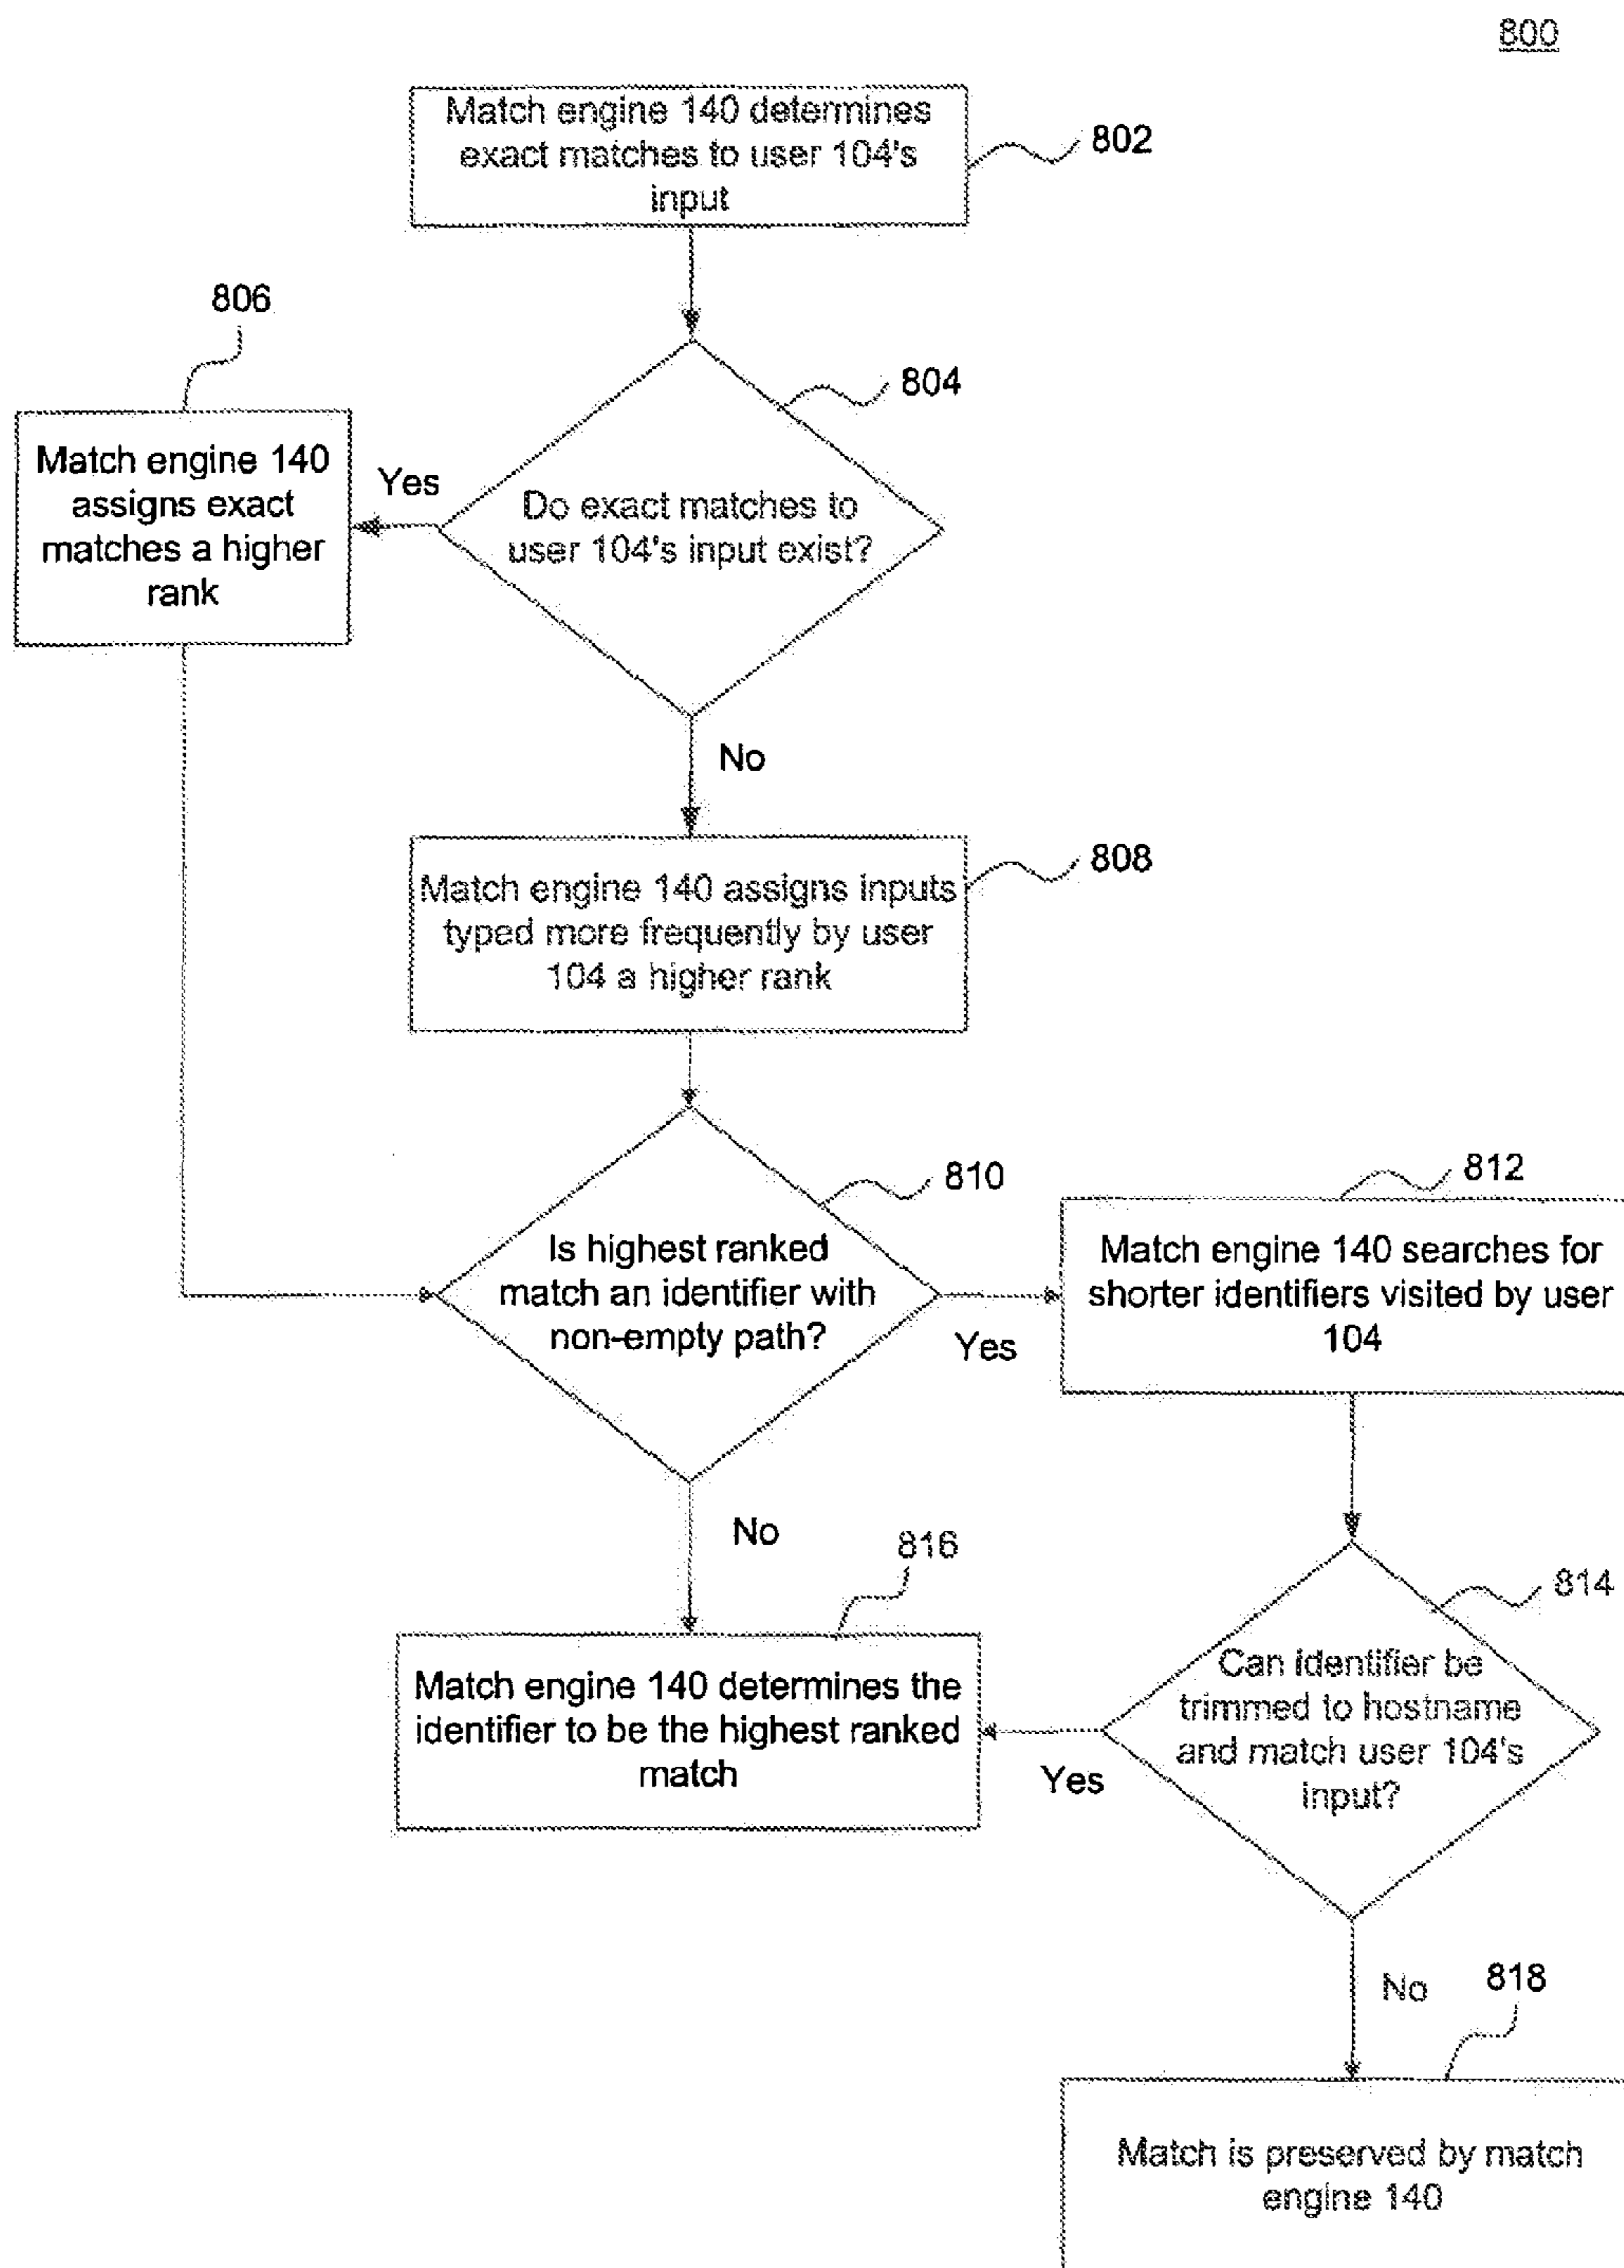 800
Match engine 140 determines
exact matches to user 104's
input
802
806
804
Match engine 140
assigns exact
matches a higher
rank
Yes
Do exact matches to
user 104's input exist?
No
808
Match engine 140 assigns inputs
typed more frequently by user
104 a higher rank
810
812
Is highest ranked
match an identifier with
non-empty path?
Yes
Match engine 140 searches for
shorter identifiers visited by user
104
No
816
814
Match engine 140 determines the
identifier to be the highest ranked
match
Yes
Can identifier be
trimmed to hostname
and match user 104's
input?
No
818
Match is preserved by match
engine 140